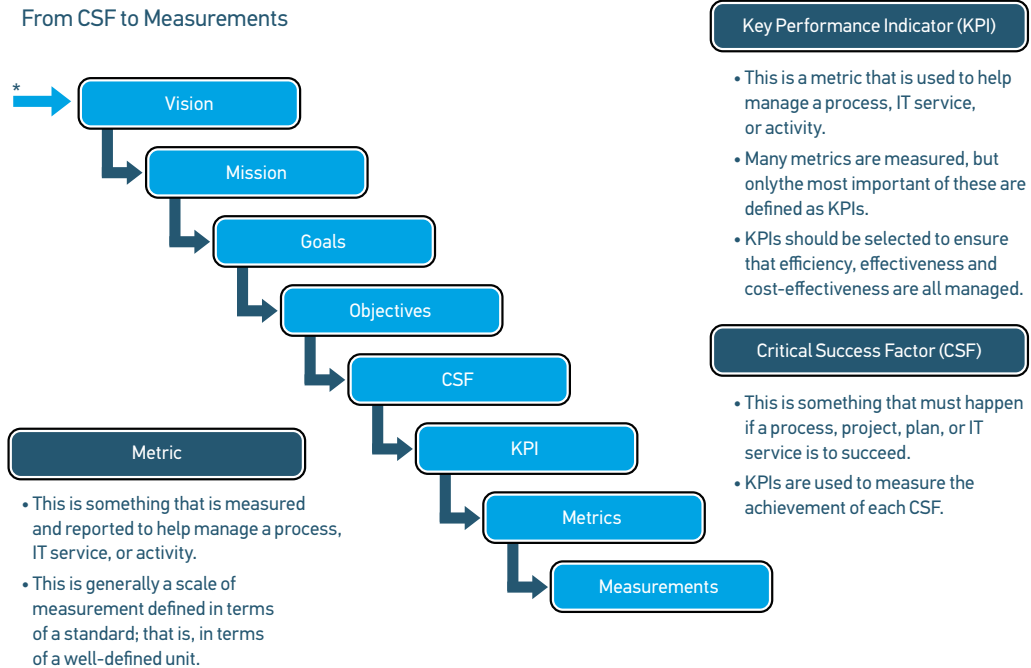 From CSF to Measurements
*
Vision
Mission
Goals
Objectives
CSF
KPI
Metrics
Measurements
Metric
• This is something that is measured
and reported to help manage a process,
IT service, or activity.
• This is generally a scale of
measurement defined in terms
of a standard; that is, in terms
of a well-defined unit.
Key Performance Indicator (KPI)
• This is a metric that is used to help
manage a process, IT service,
or activity.
• Many metrics are measured, but
onlythe most important of these are
defined as KPIs.
• KPIs should be selected to ensure
that efficiency, effectiveness and
cost-effectiveness are all managed.
Critical Success Factor (CSF)
• This is something that must happen
if a process, project, plan, or IT
service is to succeed.
• KPIs are used to measure the
achievement of each CSF.